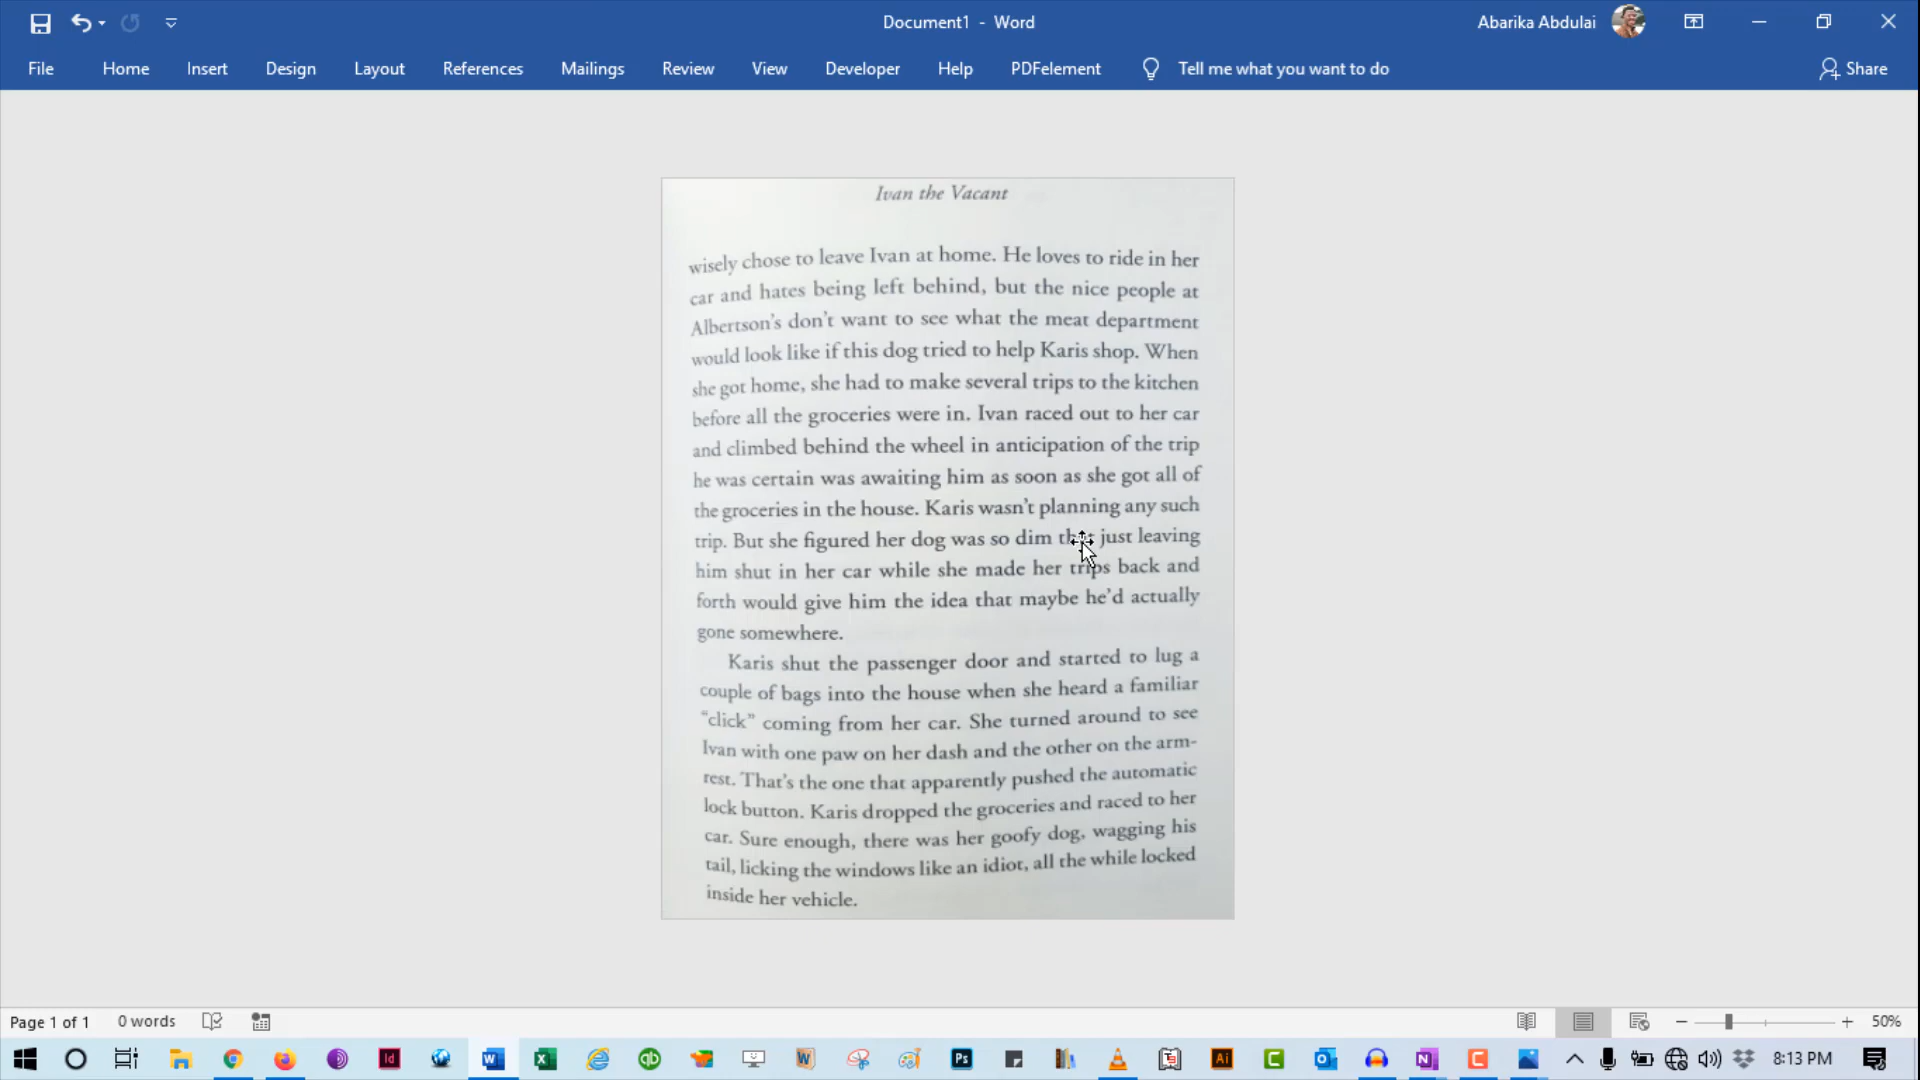 Document1 - Word
Abarika Abdulai
File Home Insert Design Layout References Mailings Review View Developer Help PDFelement Tell me what you want to do Share
Ivan the Vacant
wisely chose to leave Ivan at home. He loves to ride in her
car and hates being left behind, but the nice people at
Albertson's don't want to see what the meat department
would look like if this dog tried to help Karis shop. When
she got home, she had to make several trips to the kitchen
before all the groceries were in. Ivan raced out to her car
and climbed behind the wheel in anticipation of the trip
he was certain was awaiting him as soon as she got all of
the groceries in the house. Karis wasn't planning any such
trip. But she figured her dog was so dim that just leaving
him shut in her car while she made her trips back and
forth would give him the idea that maybe he'd actually
gone somewhere.
Karis shut the passenger door and started to lug a
couple of bags into the house when she heard a familiar
"click" coming from her car. She turned around to see
Ivan with one paw on her dash and the other on the arm-
rest. That's the one that apparently pushed the automatic
lock button. Karis dropped the groceries and raced to her
car. Sure enough, there was her goofy dog, wagging his
tail, licking the windows like an idiot, all the while locked
inside her vehicle.
Page 1 of 1 0 words 50%
Id W X qb W Ps Ai C N C 8:13 PM